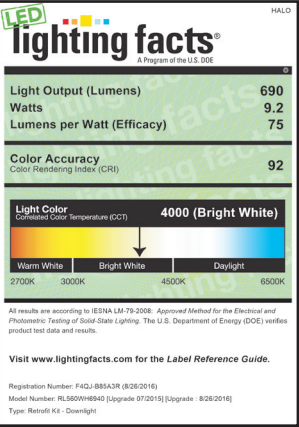 HALO
LED
lighting facts®
A Program of the U.S. DOE
Light Output (Lumens) 690
Watts 9.2
Lumens per Watt (Efficacy) 75
Color Accuracy
Color Rendering Index (CRI) 92
Light Color
Correlated Color Temperature (CCT) 4000 (Bright White)
Warm White Bright White Daylight
2700K 3000K 4500K 6500K
All results are according to IESNA LM-79-2008: Approved Method for the Electrical and
Photometric Testing of Solid-State Lighting. The U.S. Department of Energy (DOE) verifies
product test data and results.
Visit www.lightingfacts.com for the Label Reference Guide.
Registration Number: F4QJ-B85A3R (8/26/2016)
Model Number: RL560WH6940 [Upgrade 07/2015] [Upgrade : 8/26/2016]
Type: Retrofit Kit - Downlight